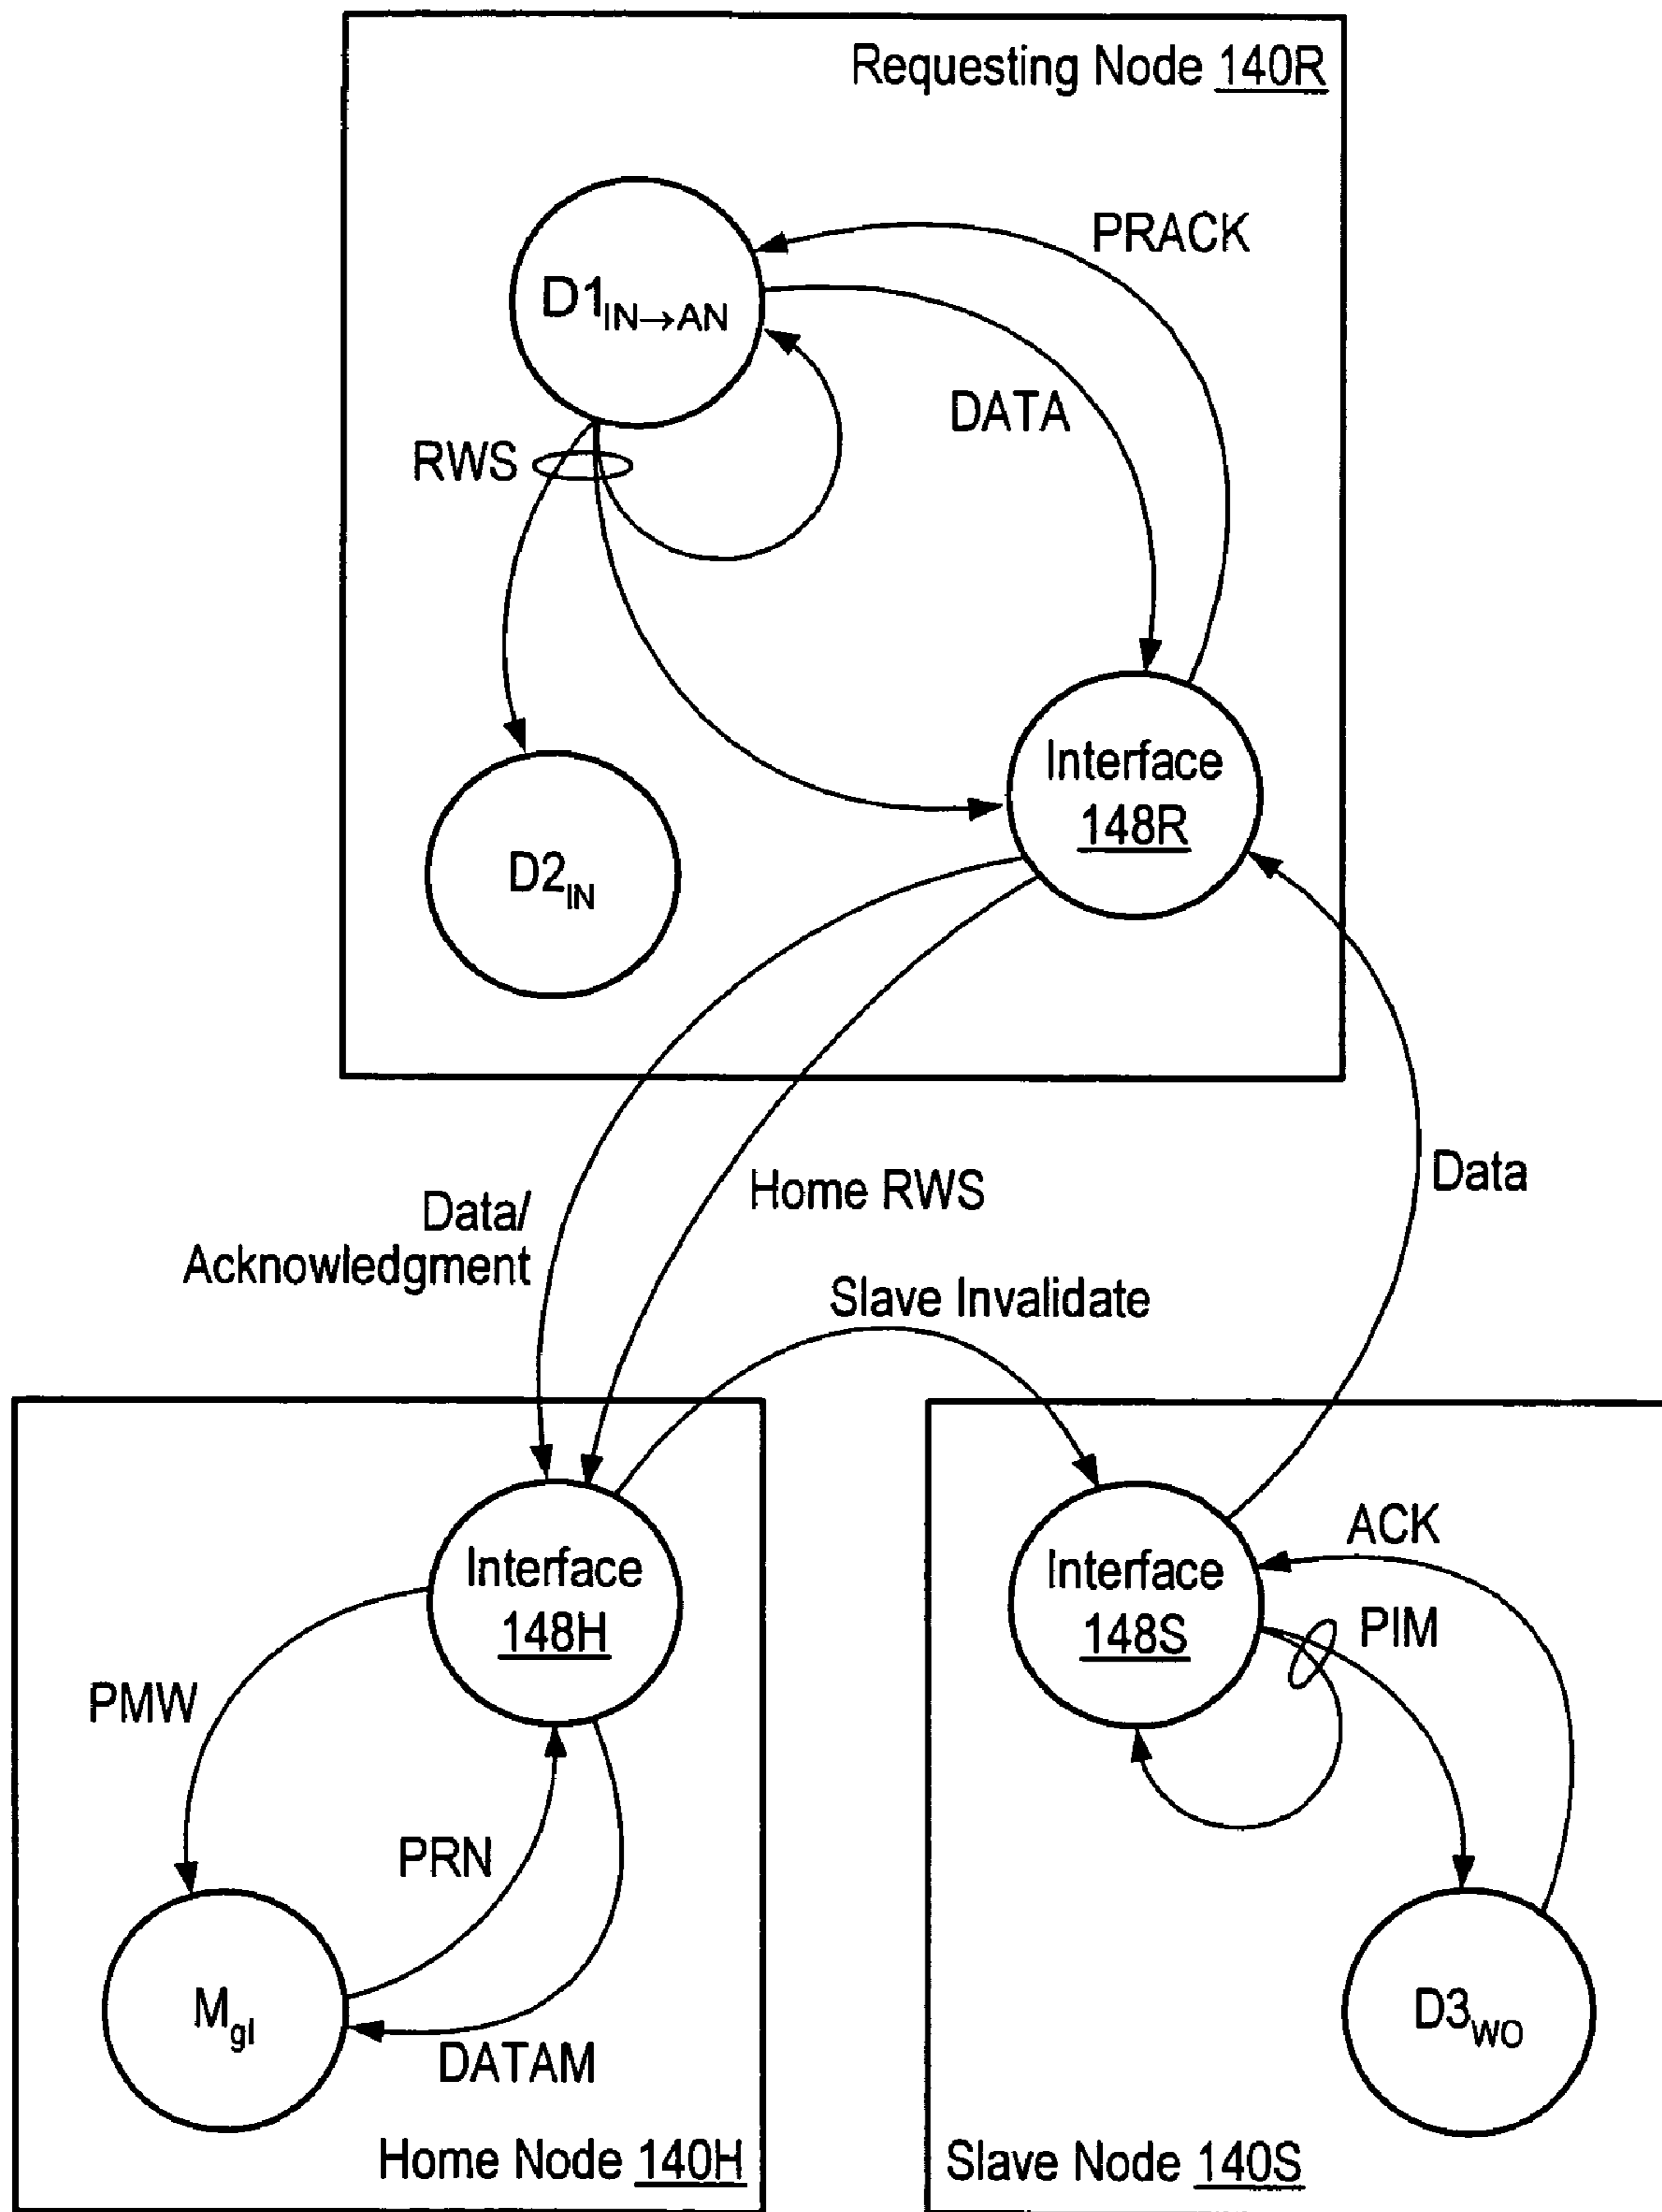 Requesting Node 140R
PRACK
D1IN→AN
DATA
RWS
Interface
148R
D2IN
Data
Home RWS
Data/
Acknowledgment
Slave Invalidate
ACK
Interface
148H
Interface
148S
PIM
PMW
PRN
Mgl
D3WO
DATAM
Home Node 140H
Slave Node 140S